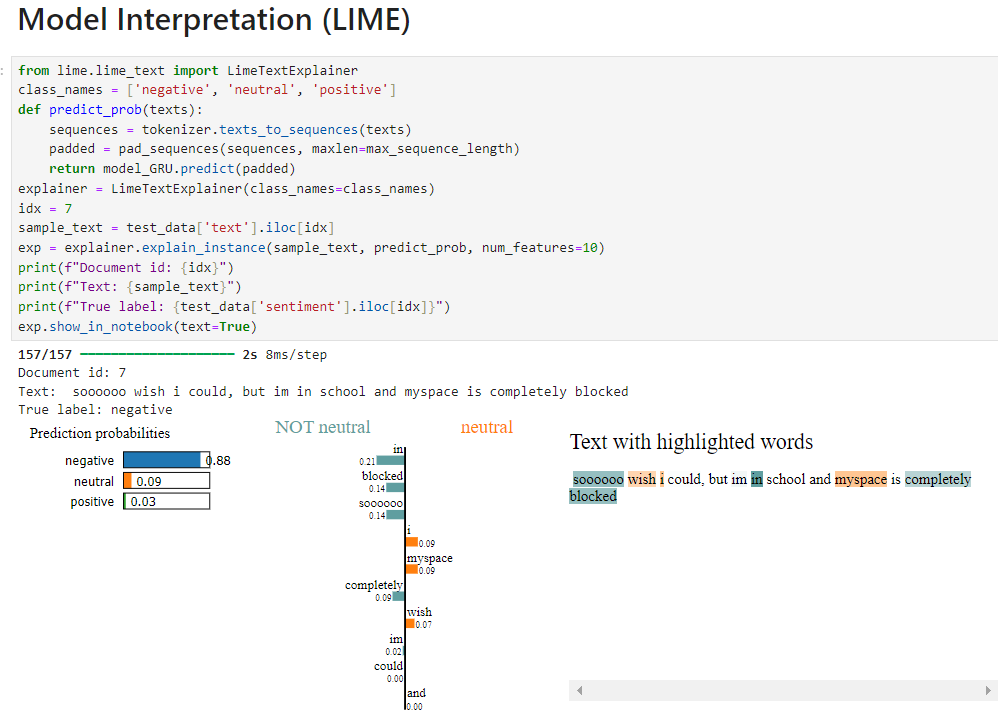 Model Interpretation (LIME)
from lime.lime_text import LimeTextExplainer
class_names = ['negative', 'neutral', 'positive']
def predict_prob(texts):
    sequences = tokenizer.texts_to_sequences(texts)
    padded = pad_sequences(sequences, maxlen=max_sequence_length)
    return model_GRU.predict(padded)
explainer = LimeTextExplainer(class_names=class_names)
idx = 7
sample_text = test_data['text'].iloc[idx]
exp = explainer.explain_instance(sample_text, predict_prob, num_features=10)
print(f"Document id: {idx}")
print(f"Text: {sample_text}")
print(f"True label: {test_data['sentiment'].iloc[idx]}")
exp.show_in_notebook(text=True)
157/157 2s 8ms/step
Document id: 7
Text:  soooooo wish i could, but im in school and myspace is completely blocked
True label: negative
Prediction probabilities
negative 0.88
neutral 0.09
positive 0.03
NOT neutral neutral
in
0.21
blocked
0.14
soooooo
0.14
i
0.09
myspace
0.09
completely
0.09
wish
0.07
im
0.02
could
0.00
and
0.00
Text with highlighted words
soooooo wish i could, but im in school and myspace is completely
blocked